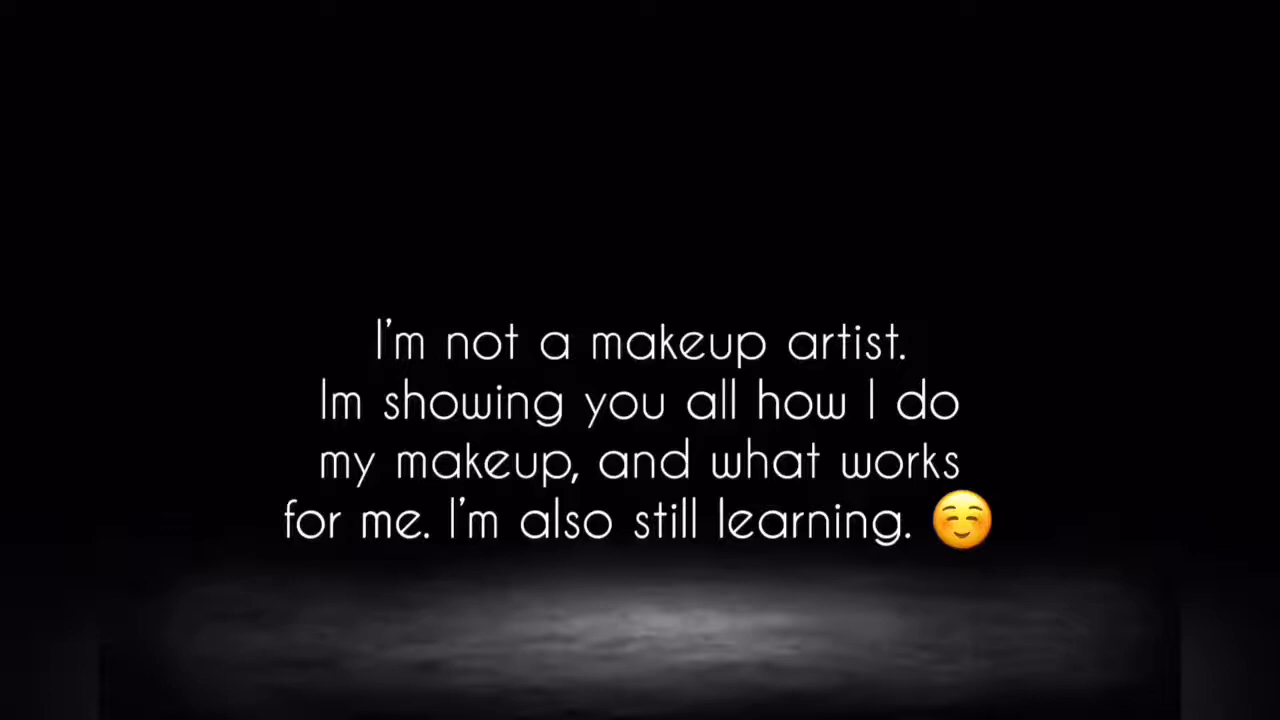 I'm not a makeup artist.
Im showing you all how I do
my makeup, and what works
for me. I'm also still learning. ☺️